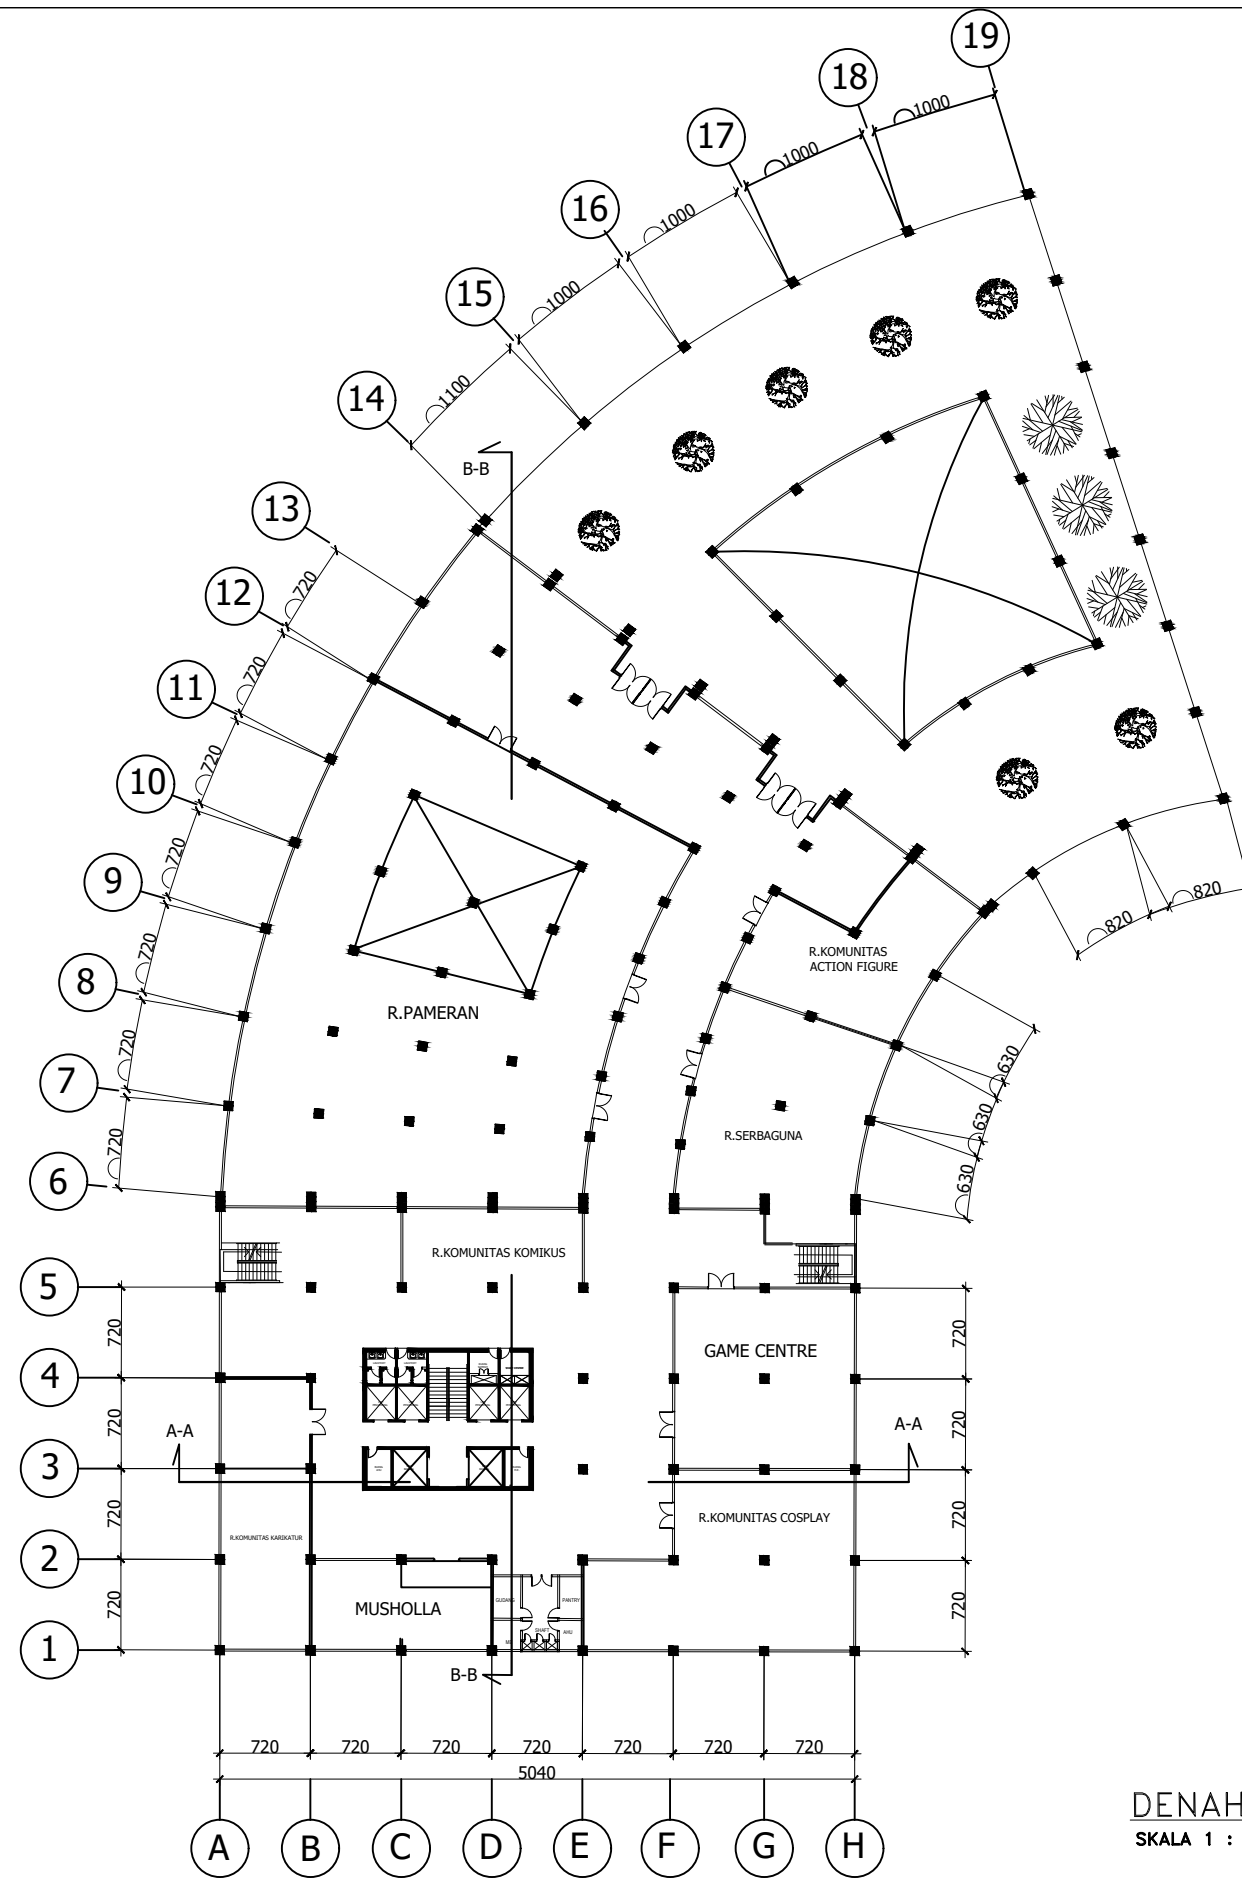 19
18
1000
17
1000
1000
16
1000
15
1000
14
1100
B-B
13
720
12
720
11
720
10
720
9
720
8
720
7
720
6
820
820
R.KOMUNITAS
ACTION FIGURE
R.PAMERAN
630
630
630
R.SERBAGUNA
R.KOMUNITAS KOMIKUS
5
720
GAME CENTRE
720
4
720
720
A-A
A-A
3
720
R.KOMUNITAS COSPLAY
720
R.KOMUNITAS KARIKATUR
2
720
MUSHOLLA
GUDANG
PANTRY
720
SHAFT
AHU
1
B-B
720
720
720
720
720
720
720
5040
A
B
C
D
E
F
G
H
DENAH
SKALA 1 :